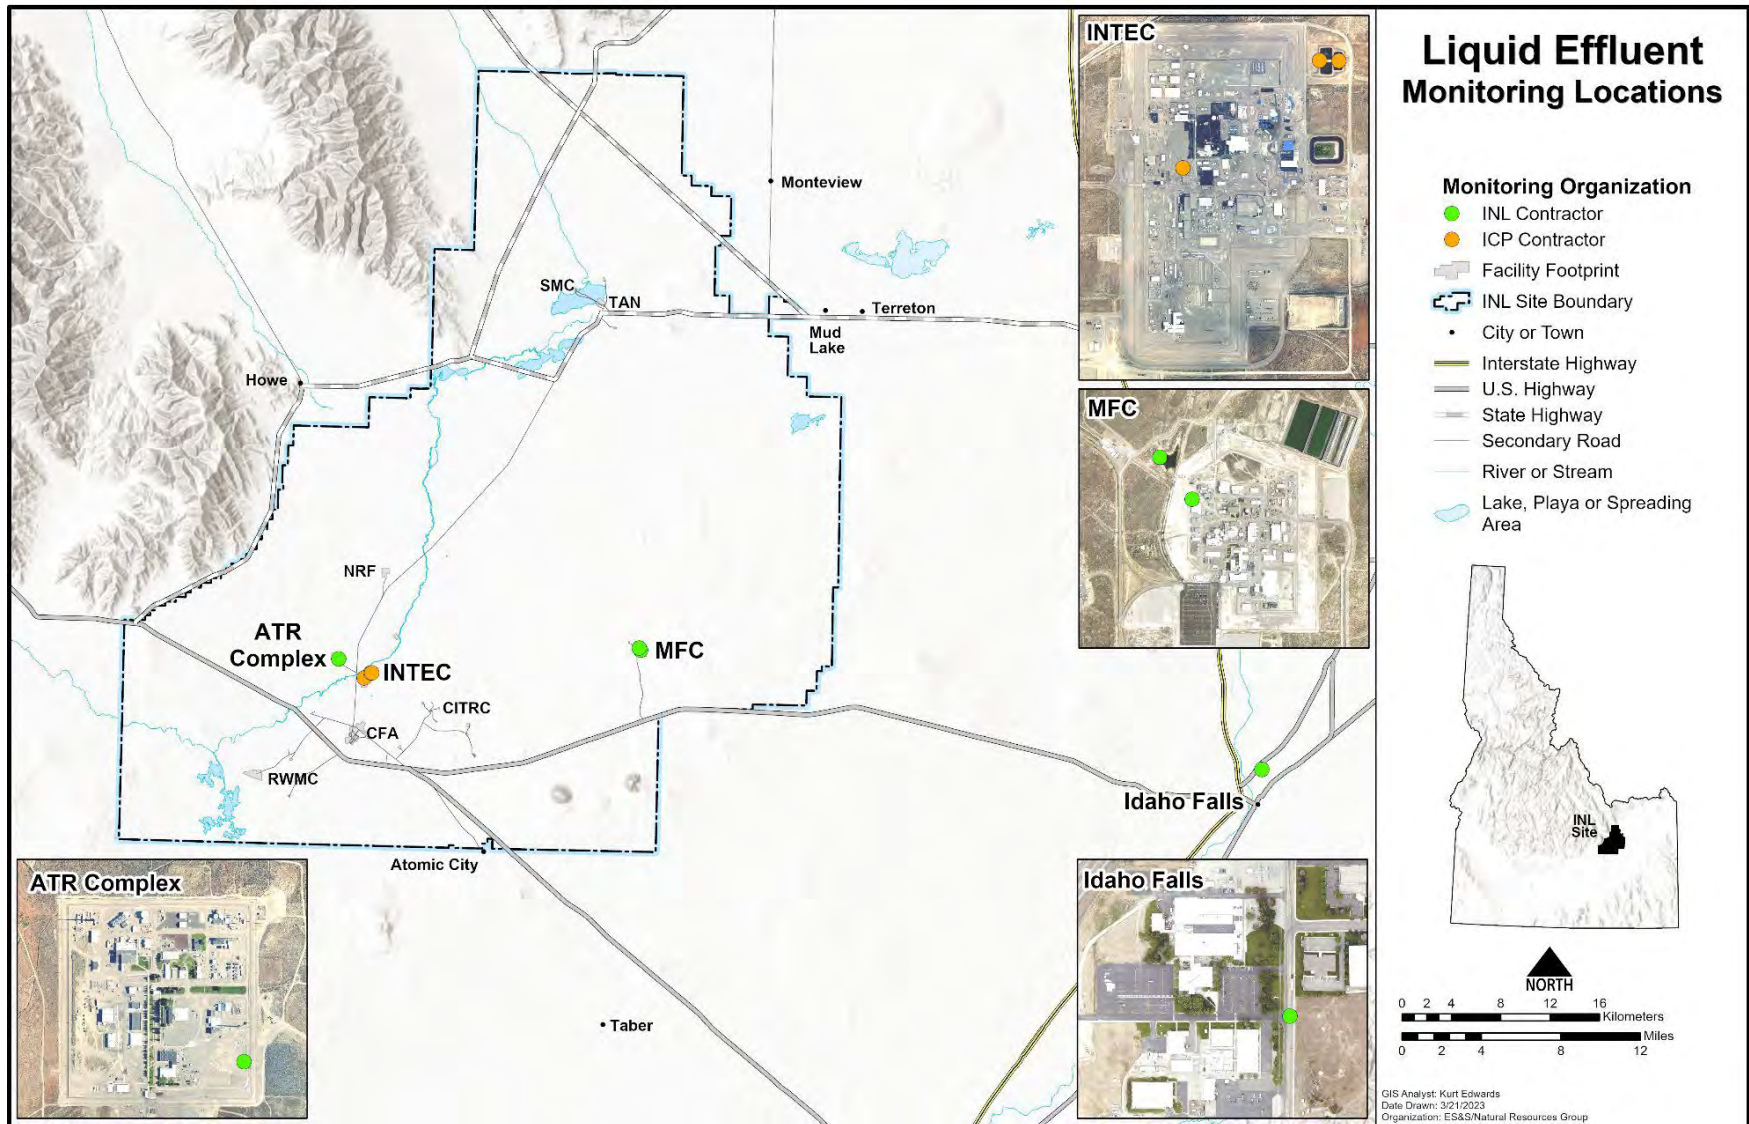 Liquid Effluent
Monitoring Locations
Monitoring Organization
INL Contractor
ICP Contractor
Facility Footprint
INL Site Boundary
City or Town
Interstate Highway
U.S. Highway
State Highway
Secondary Road
River or Stream
Lake, Playa or Spreading
Area
INL
Site
NORTH
0 2 4 8 12 16
Kilometers
Miles
0 2 4 8 12
GIS Analyst: Kurt Edwards
Date Drawn: 3/21/2023
Organization: ES&S/Natural Resources Group
INTEC
MFC
Idaho Falls
ATR Complex
Monteview
SMC
TAN
Terreton
Mud
Lake
Howe
NRF
ATR
Complex
INTEC
MFC
CITRC
CFA
RWMC
Idaho Falls
Atomic City
Taber